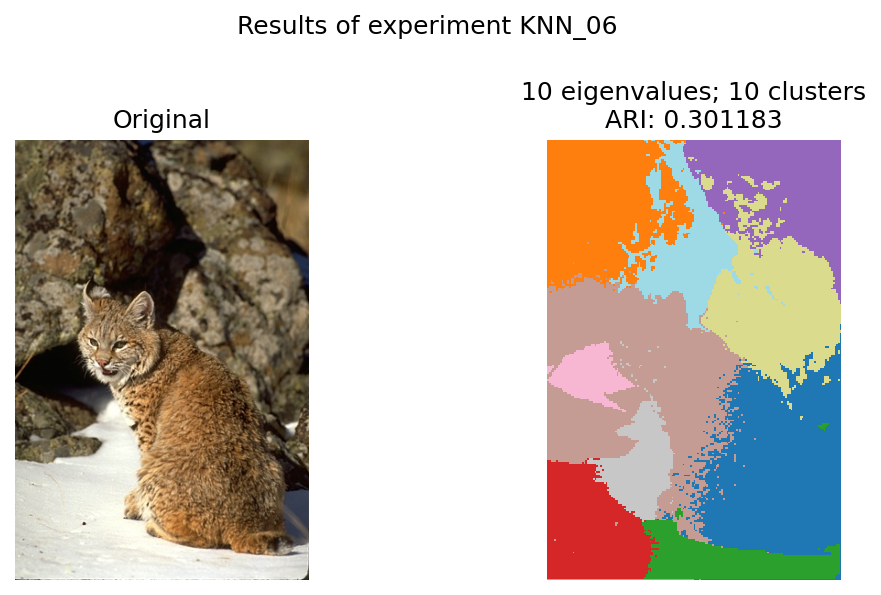 Results of experiment KNN_06
Original
10 eigenvalues; 10 clusters
ARI: 0.301183